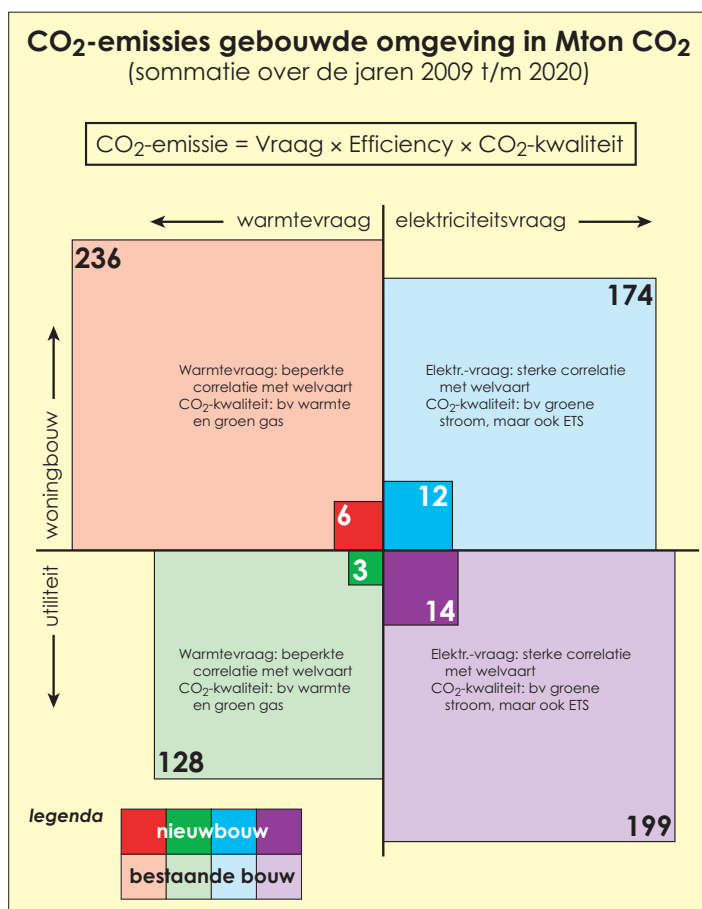 CO2-emissies gebouwde omgeving in Mton CO2
(sommatie over de jaren 2009 t/m 2020)
CO2-emissie = Vraag × Efficiency × CO2-kwaliteit
warmtevraag
elektriciteitsvraag
236
174
woningbouw
Warmtevraag: beperkte
correlatie met welvaart
CO2-kwaliteit: bv warmte
en groen gas
Elektr.-vraag: sterke correlatie
met welvaart
CO2-kwaliteit: bv groene
stroom, maar ook ETS
6
12
utiliteit
3
14
Warmtevraag: beperkte
correlatie met welvaart
CO2-kwaliteit: bv warmte
en groen gas
Elektr.-vraag: sterke correlatie
met welvaart
CO2-kwaliteit: bv groene
stroom, maar ook ETS
128
199
legenda
nieuwbouw
bestaande bouw